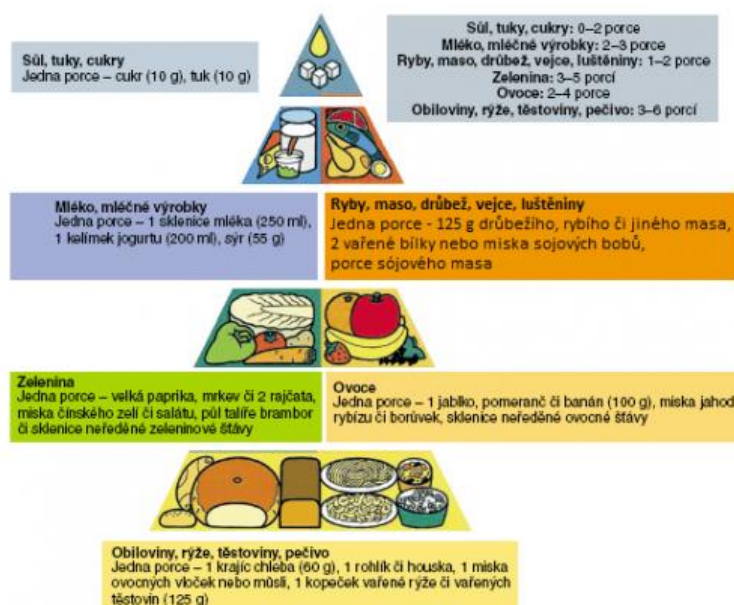 Sůl, tuky, cukry
Jedna porce – cukr (10 g), tuk (10 g)
Sůl, tuky, cukry: 0–2 porce
Mléko, mléčné výrobky: 2–3 porce
Ryby, maso, drůbež, vejce, luštěniny: 1–2 porce
Zelenina: 3–5 porcí
Ovoce: 2–4 porce
Obiloviny, rýže, těstoviny, pečivo: 3–6 porcí
Mléko, mléčné výrobky
Jedna porce – 1 sklenice mléka (250 ml),
1 kelímek jogurtu (200 ml), sýr (55 g)
Ryby, maso, drůbež, vejce, luštěniny
Jedna porce - 125 g drůbežího, rybího či jiného masa,
2 vařené bílky nebo miska sojových bobů,
porce sójového masa
Zelenina
Jedna porce – velká paprika, mrkev či 2 rajčata,
miska čínského zelí či salátu, půl talíře brambor
či sklenice neředěné zeleninové šťávy
Ovoce
Jedna porce – 1 jablko, pomeranč či banán (100 g), miska jahod
rybízu či borůvek, sklenice neředěné ovocné šťávy
Obiloviny, rýže, těstoviny, pečivo
Jedna porce – 1 krajíc chleba (60 g), 1 rohlík či houska, 1 miska
ovocných vloček nebo müsli, 1 kopeček vařené rýže či vařených
těstovin (125 g)